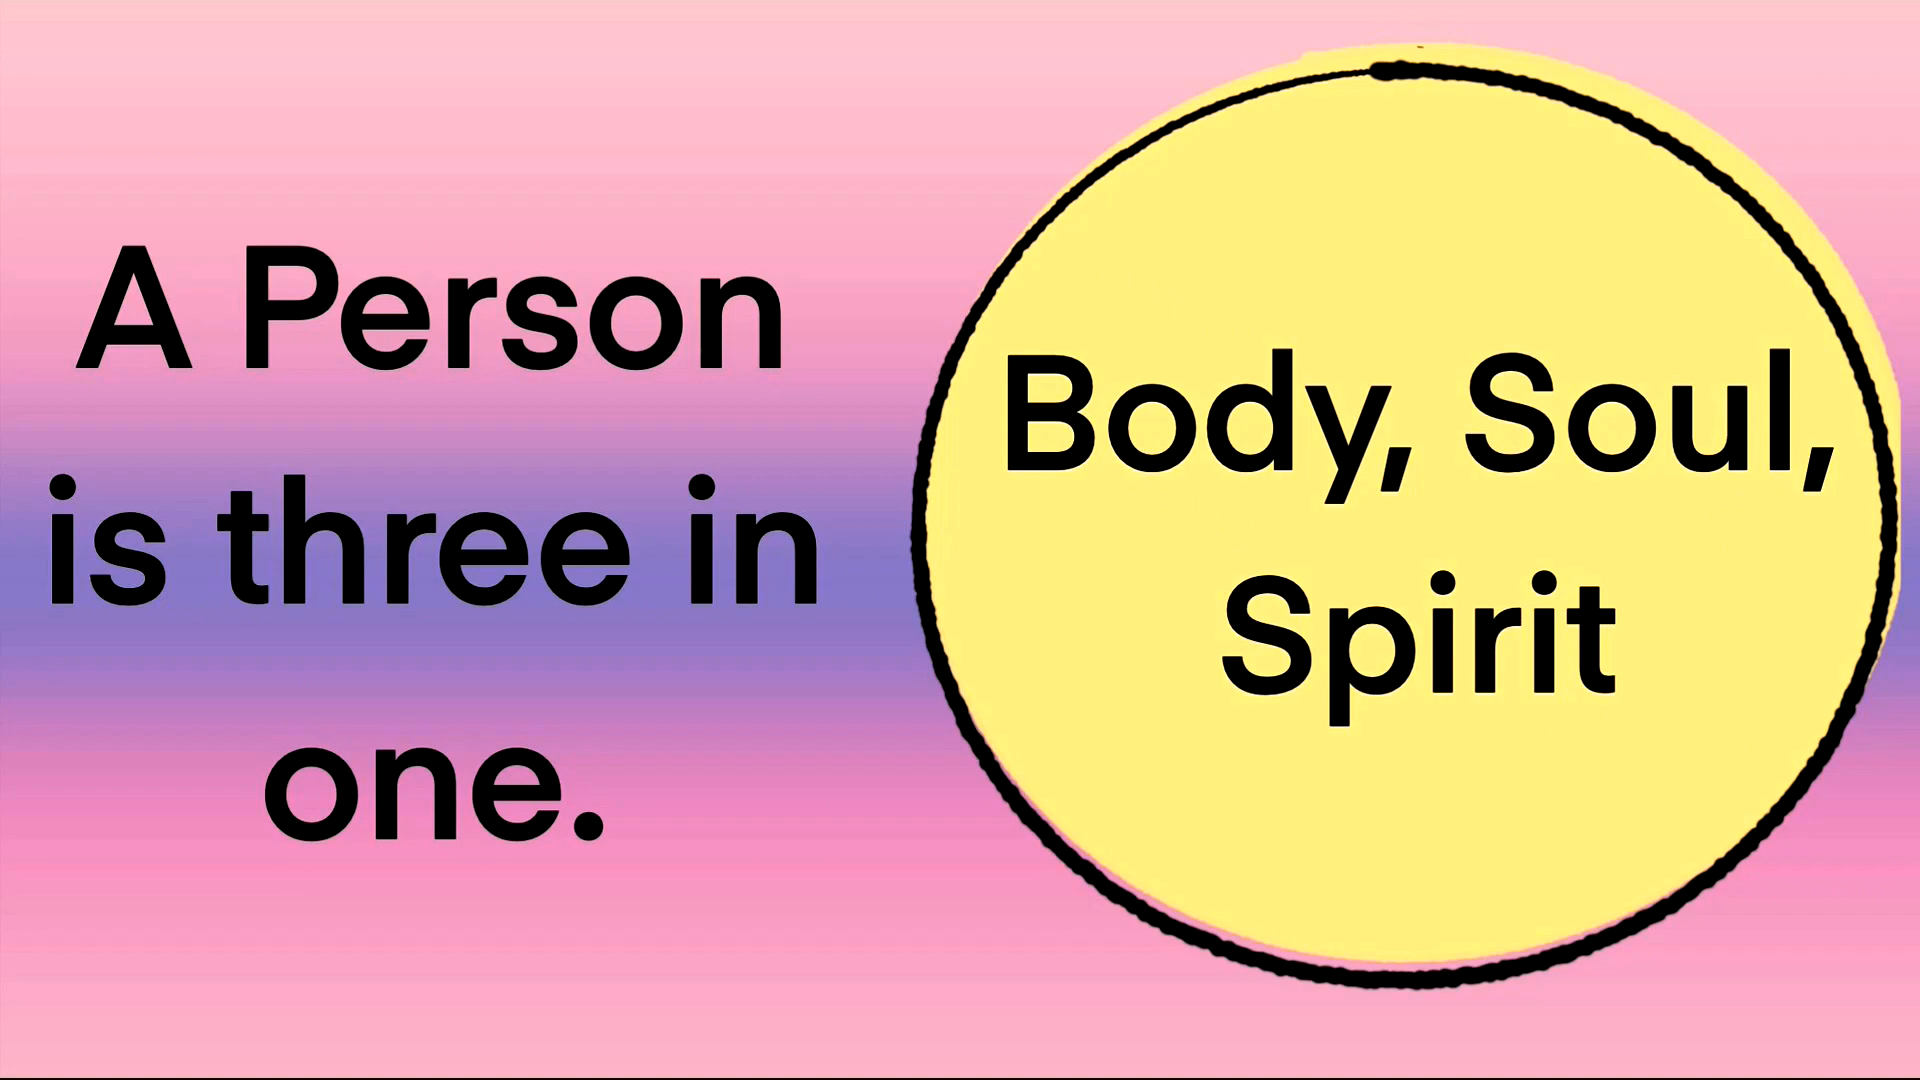 A Person
is three in
one.
Body, Soul,
Spirit